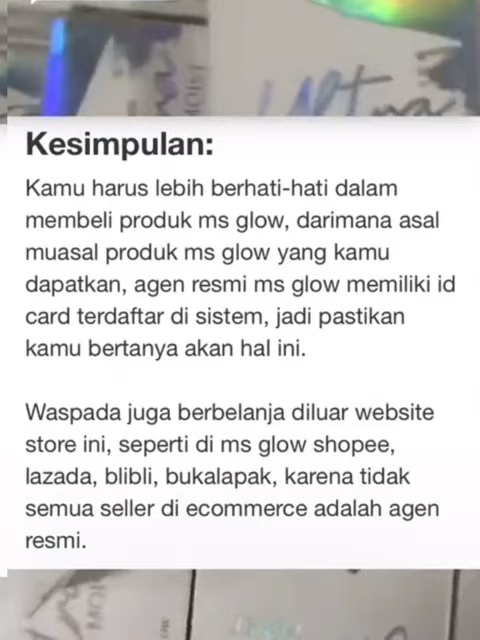 MOIST
Kesimpulan:
Kamu harus lebih berhati-hati dalam
membeli produk ms glow, darimana asal
muasal produk ms glow yang kamu
dapatkan, agen resmi ms glow memiliki id
card terdaftar di sistem, jadi pastikan
kamu bertanya akan hal ini.
Waspada juga berbelanja diluar website
store ini, seperti di ms glow shopee,
lazada, blibli, bukalapak, karena tidak
semua seller di ecommerce adalah agen
resmi.